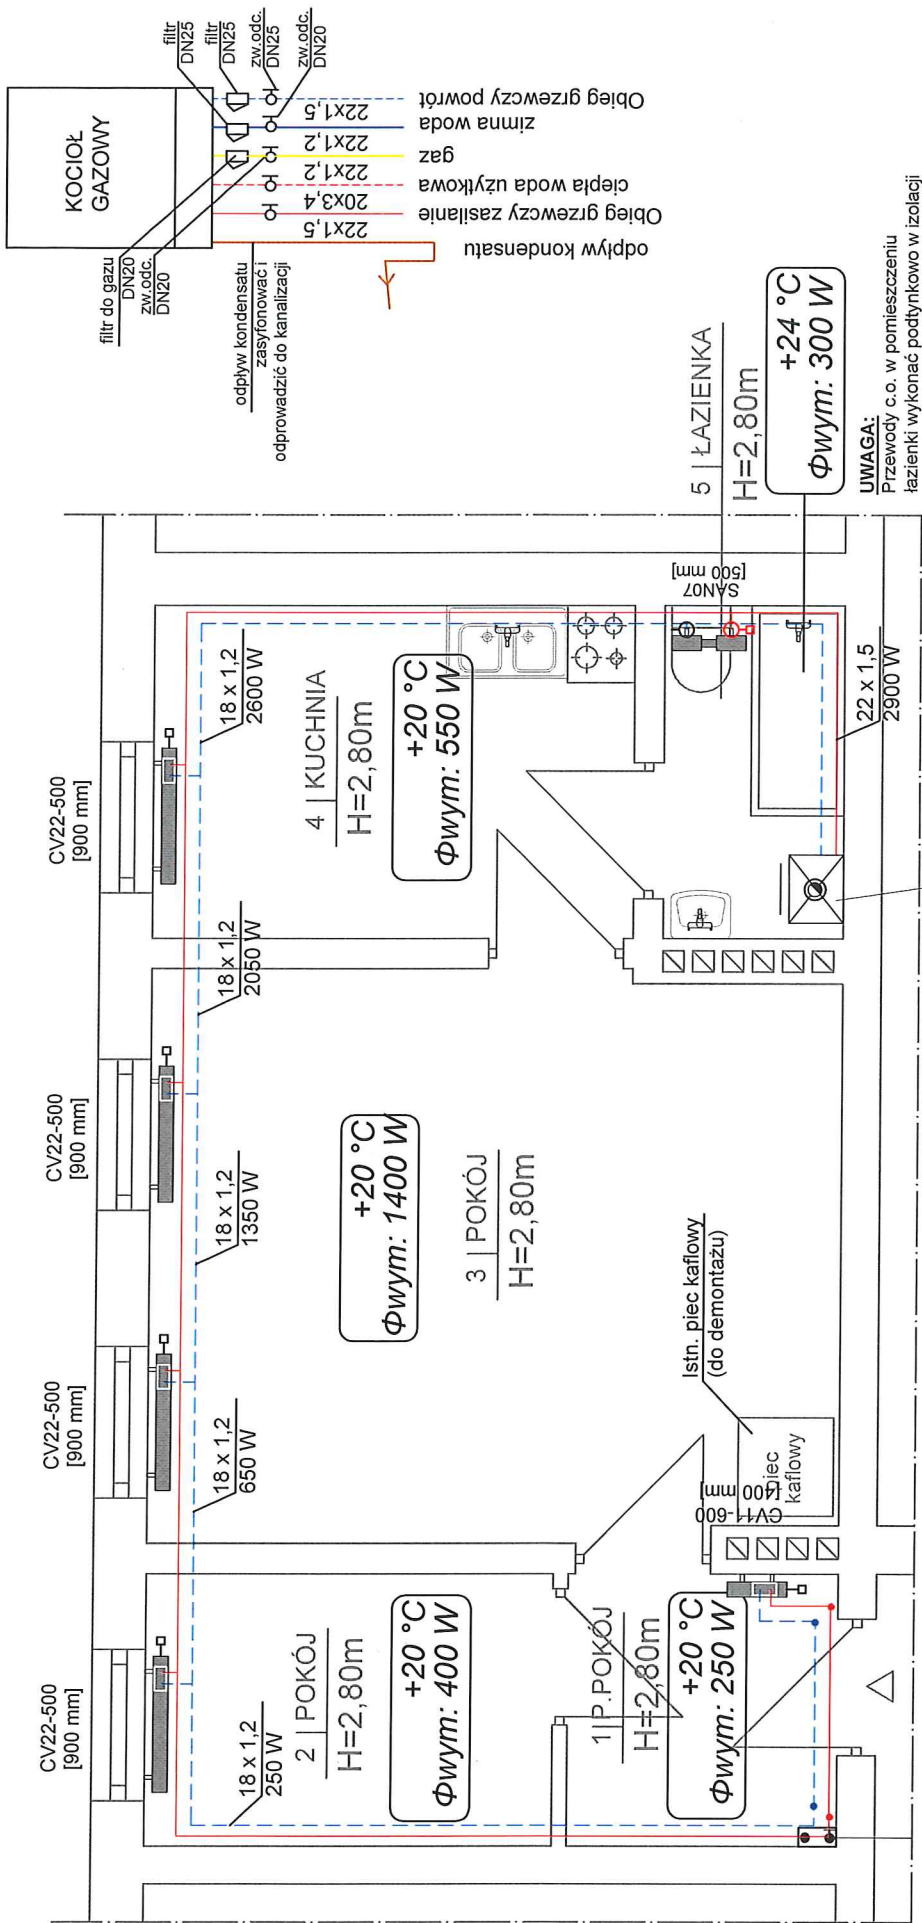 KOCIOŁ
GAZOWY
filtr
DN25
filtr
DN25
zw.odc.
DN25
zw.odc.
DN20
filtr do gazu
DN20
zw.odc.
DN20
odpływ kondensatu
zasyfonować i
odprowadzić do kanalizacji
22x1,5
20x3,4
22x1,2
22x1,2
22x1,5
odpływ kondensatu
Obieg grzewczy zasilanie
ciepła woda użytkowa
gaz
zimna woda
Obieg grzewczy powrót
CV22-500
[900 mm]
CV22-500
[900 mm]
CV22-500
[900 mm]
CV22-500
[900 mm]
18 x 1,2
250 W
18 x 1,2
650 W
18 x 1,2
1350 W
18 x 1,2
2050 W
18 x 1,2
2600 W
2 | POKÓJ
H=2,80m
+20 °C
Φwym: 400 W
1|P.POKÓJ
H=2,80m
+20 °C
Φwym: 250 W
CV11-600
[400 mm]
piec
kaflowy
Istn. piec kaflowy
(do demontażu)
3 | POKÓJ
H=2,80m
+20 °C
Φwym: 1400 W
4 | KUCHNIA
H=2,80m
+20 °C
Φwym: 550 W
SAN07
[500 mm]
22 x 1,5
2900 W
5 | ŁAZIENKA
H=2,80m
+24 °C
Φwym: 300 W
UWAGA:
Przewody c.o. w pomieszczeniu
łazienki wykonać podtynkowo w izolacji